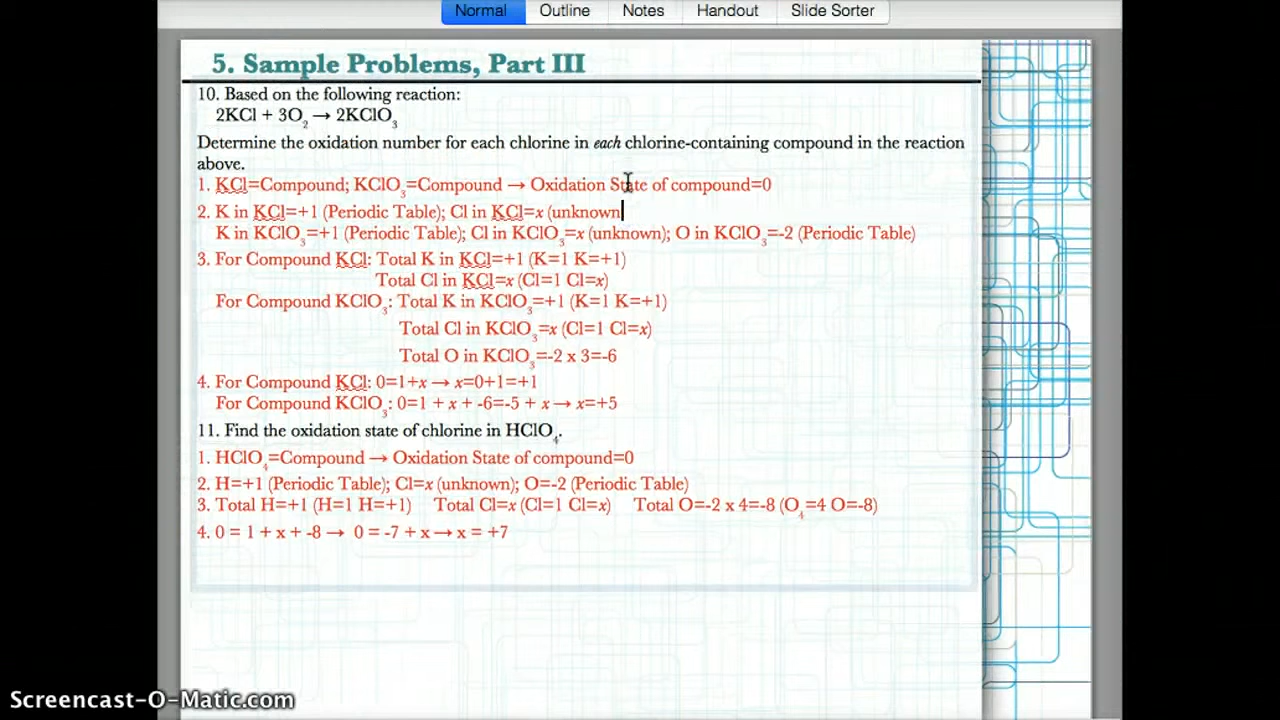 Normal Outline Notes Handout Slide Sorter
5. Sample Problems, Part III
10. Based on the following reaction:
2KCl + 3O₂ → 2KClO₃
Determine the oxidation number for each chlorine in each chlorine-containing compound in the reaction
above.
1. KCl=Compound; KClO₃=Compound → Oxidation State of compound=0
2. K in KCl=+1 (Periodic Table); Cl in KCl=x (unknown
K in KClO₃=+1 (Periodic Table); Cl in KClO₃=x (unknown); O in KClO₃=-2 (Periodic Table)
3. For Compound KCl: Total K in KCl=+1 (K=1 K=+1)
Total Cl in KCl=x (Cl=1 Cl=x)
For Compound KClO₃: Total K in KClO₃=+1 (K=1 K=+1)
Total Cl in KClO₃=x (Cl=1 Cl=x)
Total O in KClO₃=-2 x 3=-6
4. For Compound KCl: 0=1+x → x=0+1=+1
For Compound KClO₃: 0=1 + x + -6=-5 + x → x=+5
11. Find the oxidation state of chlorine in HClO₄.
1. HClO₄=Compound → Oxidation State of compound=0
2. H=+1 (Periodic Table); Cl=x (unknown); O=-2 (Periodic Table)
3. Total H=+1 (H=1 H=+1) Total Cl=x (Cl=1 Cl=x) Total O=-2 x 4=-8 (O₄=4 O=-8)
4. 0 = 1 + x + -8 → 0 = -7 + x → x = +7
Screencast-O-Matic.com